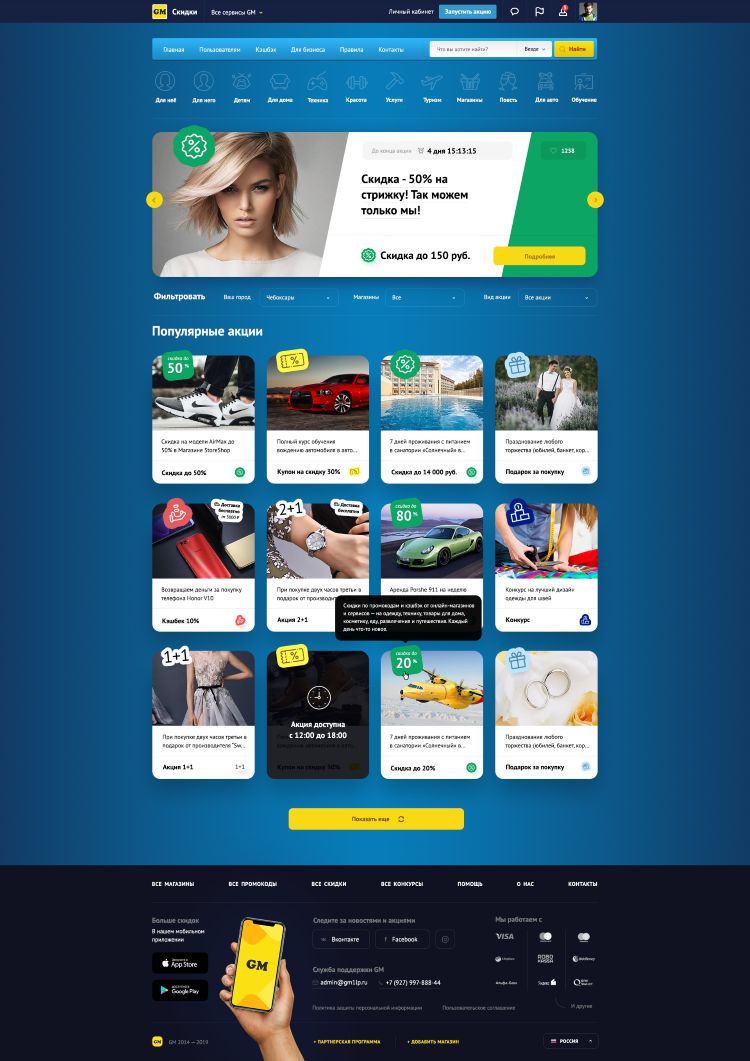 GM Скидки
Все сервисы GM
Личный кабинет
Запустить акцию
Главная Пользователям Кэшбэк Для бизнеса Правила Контакты
Что вы хотите найти?
Везде
Найти
Для неё Для него Детям Для дома Техника Красота Услуги Туризм Магазины Поесть Для авто Обучение
До конца акции 4 дня 15:13:15
1258
Скидка - 50% на
стрижку! Так можем
только мы!
Скидка до 150 руб.
Подробнее
Фильтровать
Ваш город Чебоксары
Магазины Все
Вид акции Все акции
Популярные акции
скидка до
50 %
Скидка на модели AirMax до
50% в Магазине StoreShop
Скидка до 50%
%
Полный курс обучения
вождению автомобиля в авто...
Купон на скидку 30%
7 дней проживания с питанием
в санатории «Солнечный» в...
Скидка до 14 000 руб.
Празднование любого
торжества (юбилей, банкет, кор...
Подарок за покупку
Доставка
бесплатно
от 3000 ₽
Возвращаем деньги за покупку
телефона Honor V10
Кэшбек 10%
2+1
Доставка
бесплатно
При покупке двух часов третьи в
подарок от производит
Акция 2+1
скидка до
80 %
Аренда Porshe 911 на неделю
Конкурс на лучший дизайн
одежды для швей
Конкурс
Скидки по промокодам и кэшбэк от онлайн-магазинов
и сервисов — на одежду, технику, товары для дома,
косметику, еду, развлечения и путешествия. Каждый
день что-то новое.
1+1
При покупке двух часов третьи в
подарок от производителя "Sw...
Акция 1+1
1+1
%
Акция доступна
с 12:00 до 18:00
вождению автомобиля в авто...
Купон на скидку 30%
скидка до
20 %
7 дней проживания с питанием
в санатории «Солнечный» в...
Скидка до 20%
Празднование любого
торжества (юбилей, банкет, кор...
Подарок за покупку
Показать еще
ВСЕ МАГАЗИНЫ ВСЕ ПРОМОКОДЫ ВСЕ СКИДКИ ВСЕ КОНКУРСЫ ПОМОЩЬ О НАС КОНТАКТЫ
Больше скидок
В нашем мобильном
приложении
App Store
Google Play
GM
Следите за новостями и акциями
Вконтакте
Facebook
Служба поддержки GM
admin@gm1lp.ru
+7 (927) 997-888-44
Политика защиты персональной информации
Пользовательское соглашение
Мы работаем с
VISA
ROBO
KASSA
Альфа-Банк
Яндекс
И другие
GM GM 2014 — 2019
+ ПАРТНЕРСКАЯ ПРОГРАММА
+ ДОБАВИТЬ МАГАЗИН
РОССИЯ